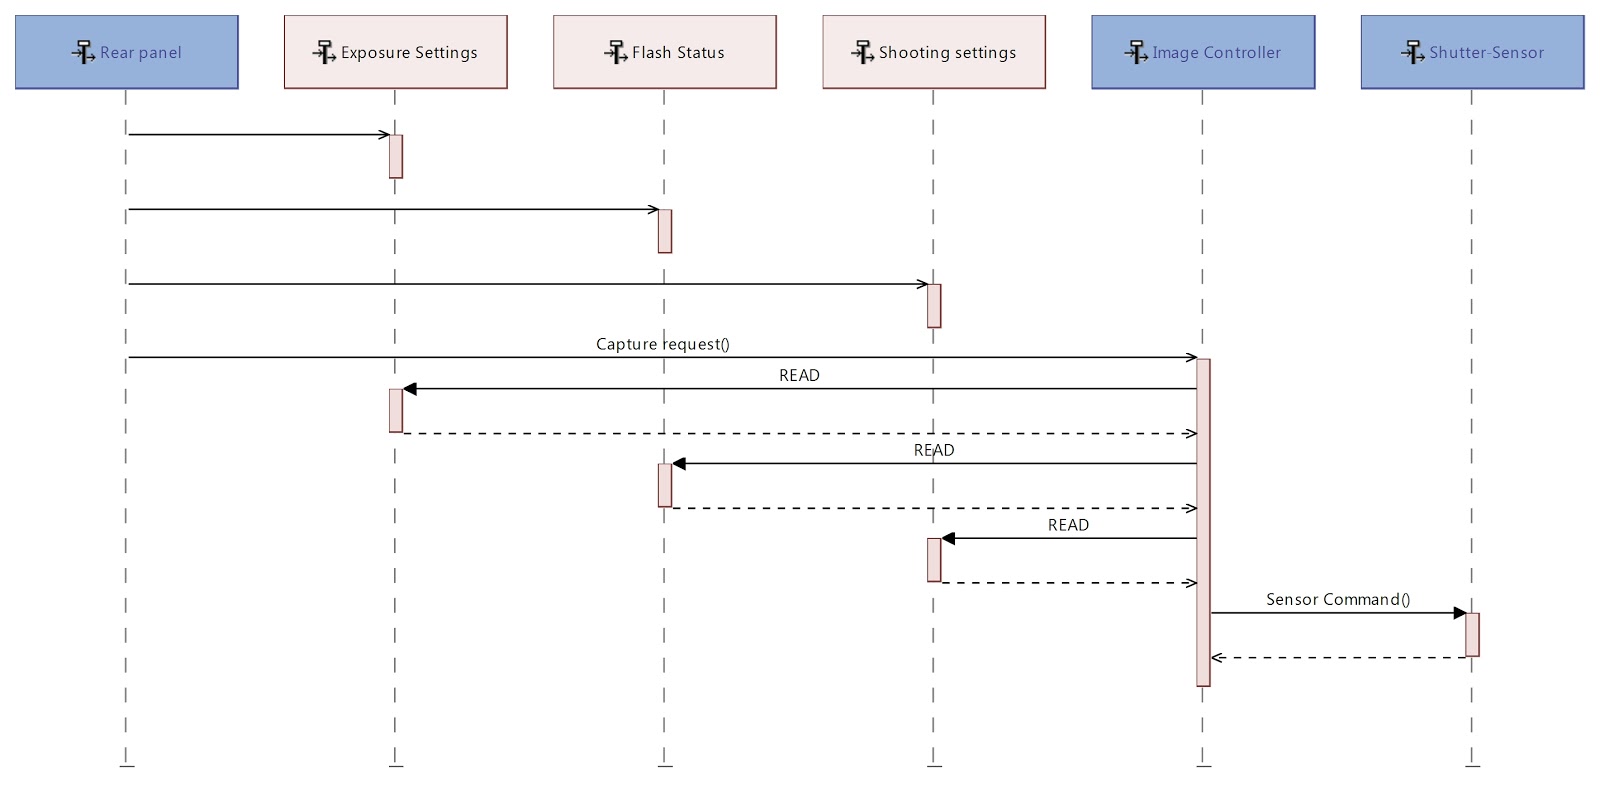 Rear panel
Exposure Settings
Flash Status
Shooting settings
Image Controller
Shutter-Sensor
Capture request()
READ
READ
READ
Sensor Command()